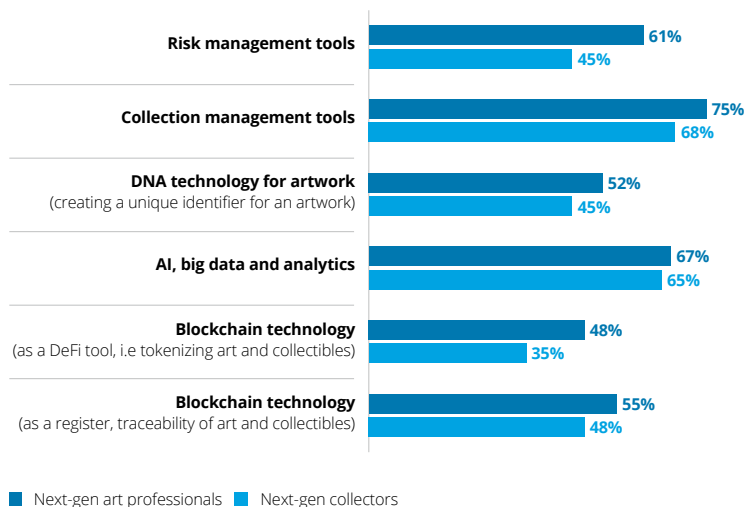 Risk management tools
61%
45%
Collection management tools
75%
68%
DNA technology for artwork
(creating a unique identifier for an artwork)
52%
45%
AI, big data and analytics
67%
65%
Blockchain technology
(as a DeFi tool, i.e tokenizing art and collectibles)
48%
35%
Blockchain technology
(as a register, traceability of art and collectibles)
55%
48%
Next-gen art professionals
Next-gen collectors